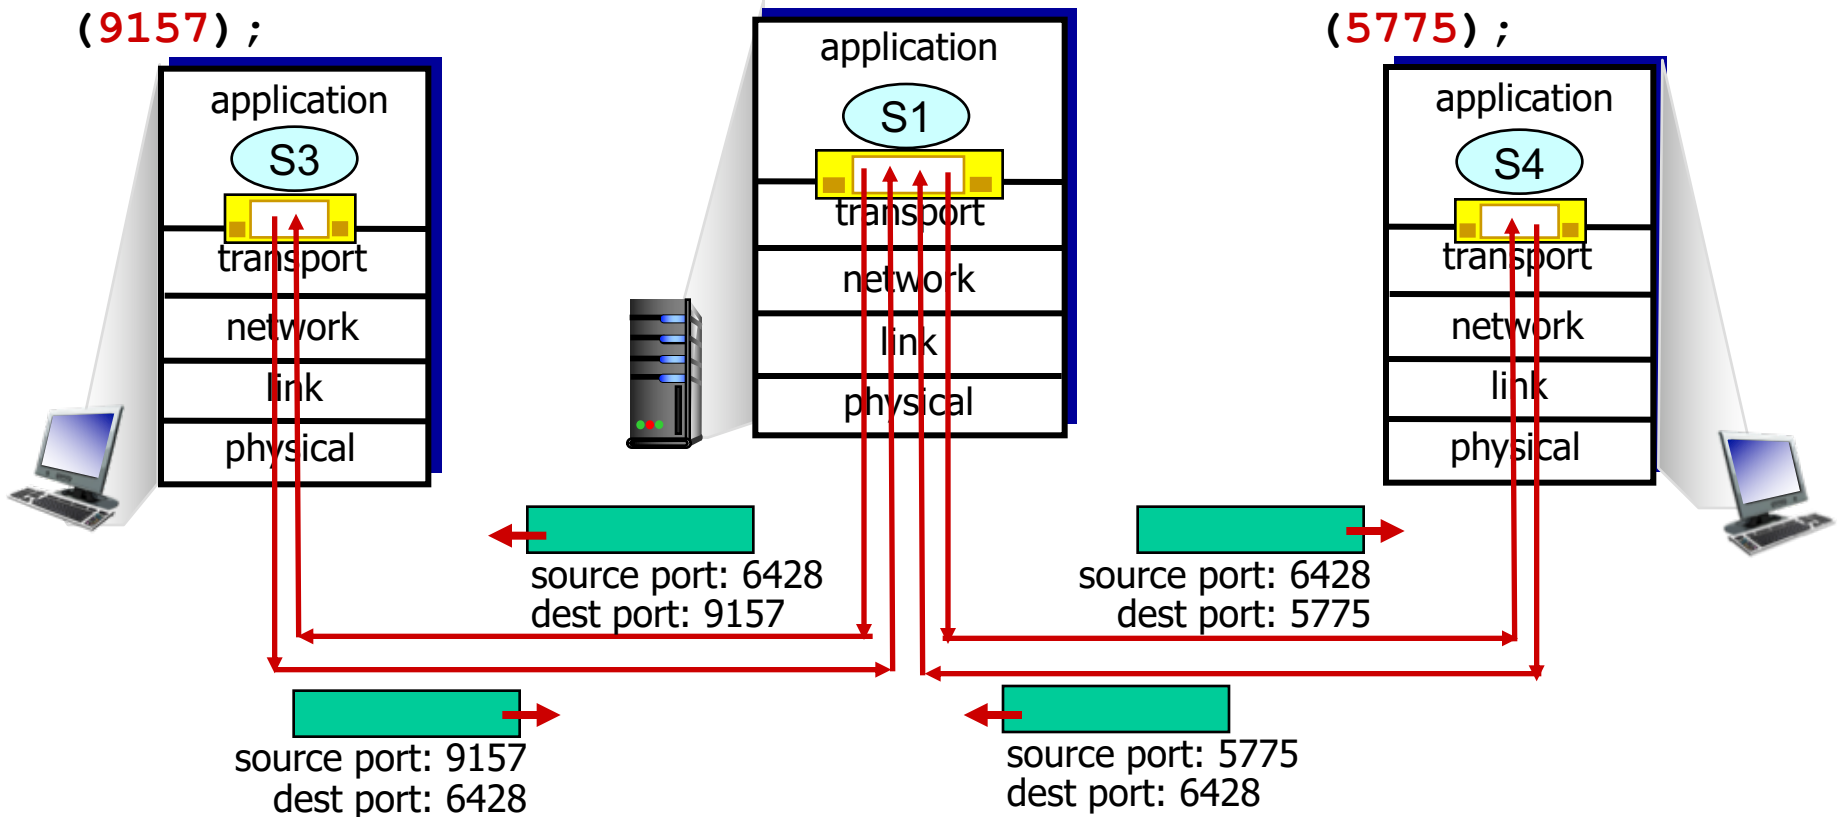 (9157);
application
S3
transport
network
link
physical
application
S1
transport
network
link
physical
(5775);
application
S4
transport
network
link
physical
source port: 6428
dest port: 9157
source port: 6428
dest port: 5775
source port: 9157
dest port: 6428
source port: 5775
dest port: 6428